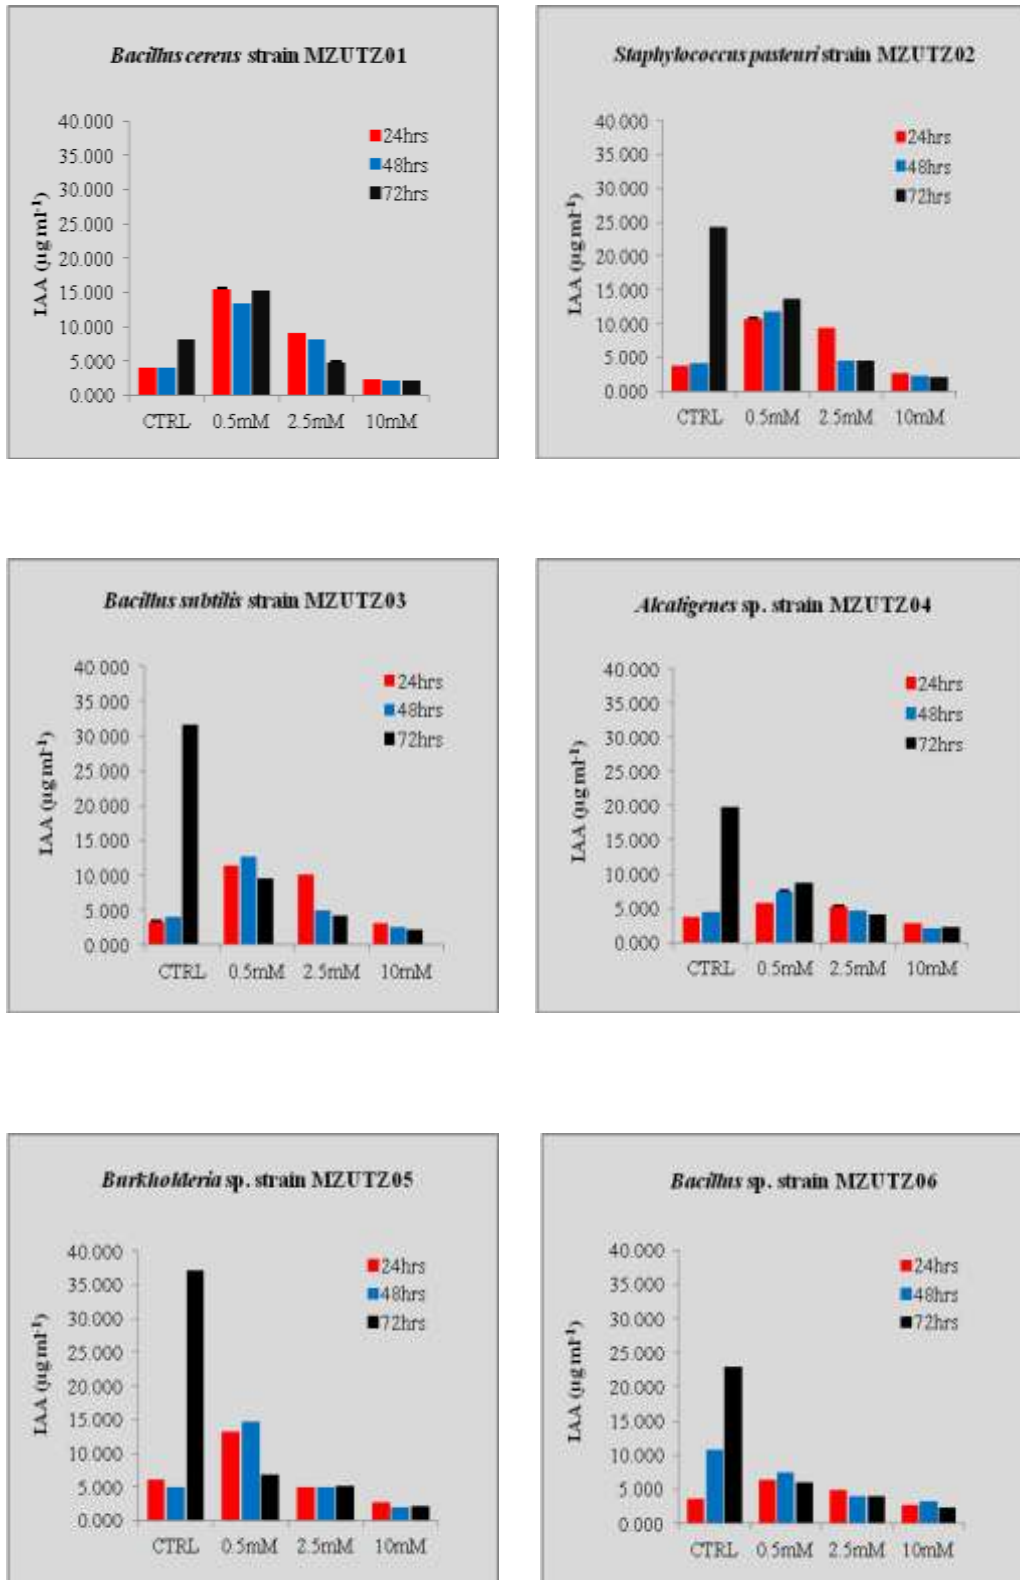 Bacillus cereus strain MZUTZ01
40.000
35.000
30.000
25.000
20.000
15.000
10.000
5.000
0.000
IAA (µg ml-1)
24hrs
48hrs
72hrs
CTRL 0.5mM 2.5mM 10mM
Staphylococcus pasteuri strain MZUTZ02
40.000
35.000
30.000
25.000
20.000
15.000
10.000
5.000
0.000
IAA (µg ml-1)
24hrs
48hrs
72hrs
CTRL 0.5mM 2.5mM 10mM
Bacillus subtilis strain MZUTZ03
40.000
35.000
30.000
25.000
20.000
15.000
10.000
5.000
0.000
IAA (µg ml-1)
24hrs
48hrs
72hrs
CTRL 0.5mM 2.5mM 10mM
Alcaligenes sp. strain MZUTZ04
40.000
35.000
30.000
25.000
20.000
15.000
10.000
5.000
0.000
IAA (µg ml-1)
24hrs
48hrs
72hrs
CTRL 0.5mM 2.5mM 10mM
Burkholderia sp. strain MZUTZ05
40.000
35.000
30.000
25.000
20.000
15.000
10.000
5.000
0.000
IAA (µg ml-1)
24hrs
48hrs
72hrs
CTRL 0.5mM 2.5mM 10mM
Bacillus sp. strain MZUTZ06
40.000
35.000
30.000
25.000
20.000
15.000
10.000
5.000
0.000
IAA (µg ml-1)
24hrs
48hrs
72hrs
CTRL 0.5mM 2.5mM 10mM